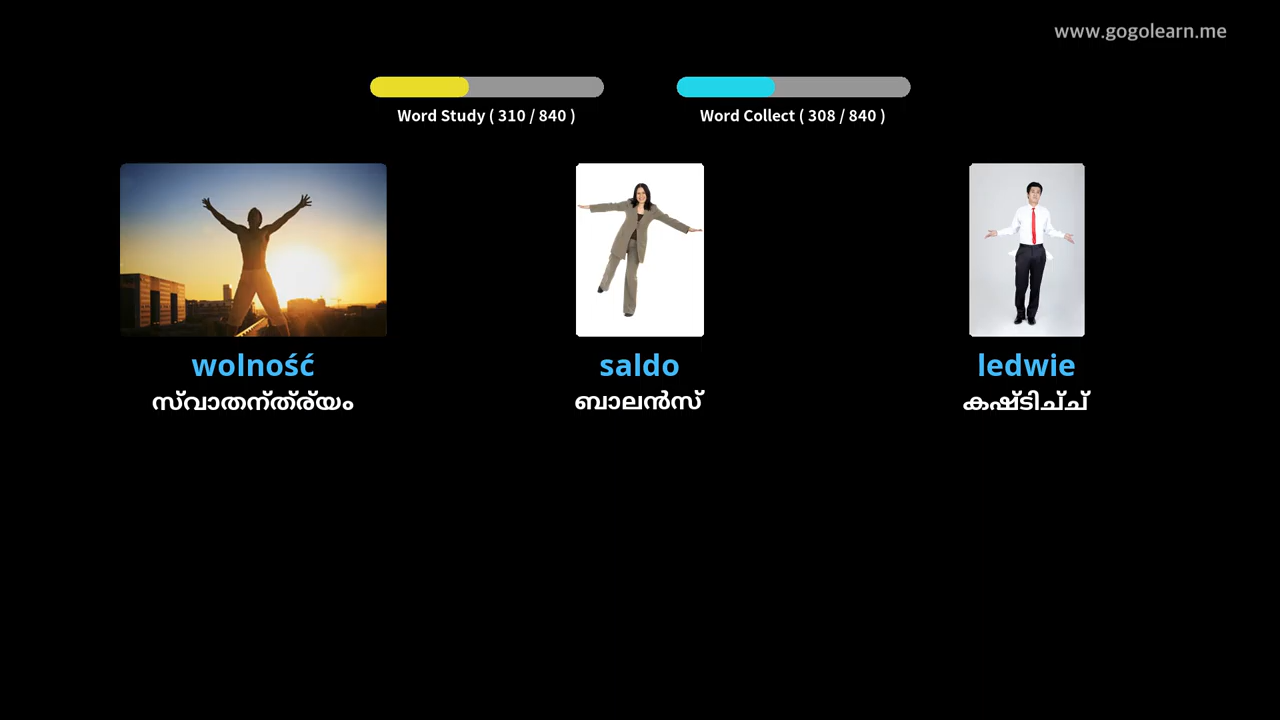 www.gogolearn.me
Word Study ( 310 / 840 )
Word Collect ( 308 / 840 )
wolność
saldo
ledwie
സ്വാതന്ത്ര്യം
ബാലൻസ്
കഷ്ടിച്ച്